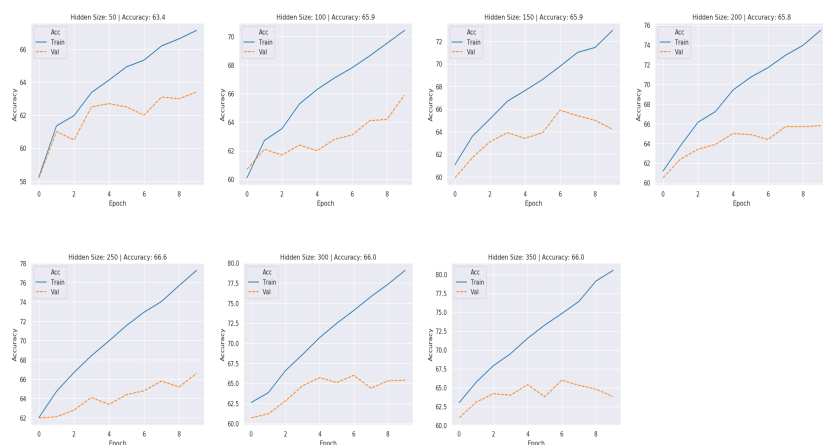 Hidden Size: 50 | Accuracy: 63.4
Acc
Train
Val
66
64
62
60
58
Accuracy
0 2 4 6 8
Epoch
Hidden Size: 100 | Accuracy: 65.9
Acc
Train
Val
70
68
66
64
62
60
Accuracy
0 2 4 6 8
Epoch
Hidden Size: 150 | Accuracy: 65.9
Acc
Train
Val
72
70
68
66
64
62
60
Accuracy
0 2 4 6 8
Epoch
Hidden Size: 200 | Accuracy: 65.8
Acc
Train
Val
76
74
72
70
68
66
64
62
60
Accuracy
0 2 4 6 8
Epoch
Hidden Size: 250 | Accuracy: 66.6
Acc
Train
Val
78
76
74
72
70
68
66
64
62
Accuracy
0 2 4 6 8
Epoch
Hidden Size: 300 | Accuracy: 66.0
Acc
Train
Val
80.0
77.5
75.0
72.5
70.0
67.5
65.0
62.5
60.0
Accuracy
0 2 4 6 8
Epoch
Hidden Size: 350 | Accuracy: 66.0
Acc
Train
Val
80.0
77.5
75.0
72.5
70.0
67.5
65.0
62.5
60.0
Accuracy
0 2 4 6 8
Epoch